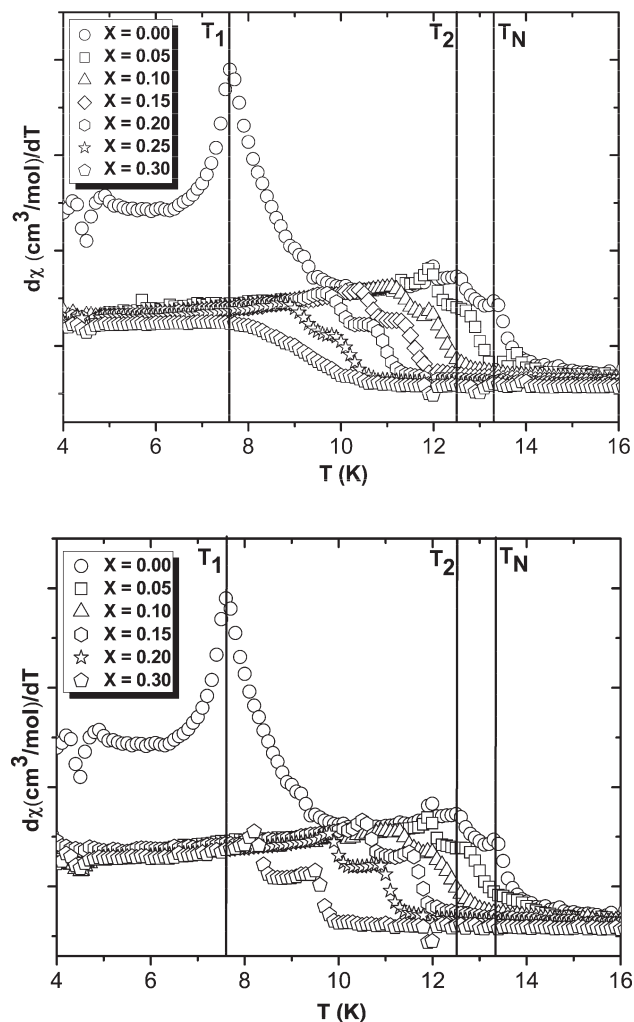 X = 0.00
X = 0.05
X = 0.10
X = 0.15
X = 0.20
X = 0.25
X = 0.30
T1
T2
TN
dχ (cm³/mol)/dT
4 6 8 10 12 14 16
T (K)
X = 0.00
X = 0.05
X = 0.10
X = 0.15
X = 0.20
X = 0.30
T1
T2
TN
dχ(cm³/mol)/dT
4 6 8 10 12 14 16
T (K)